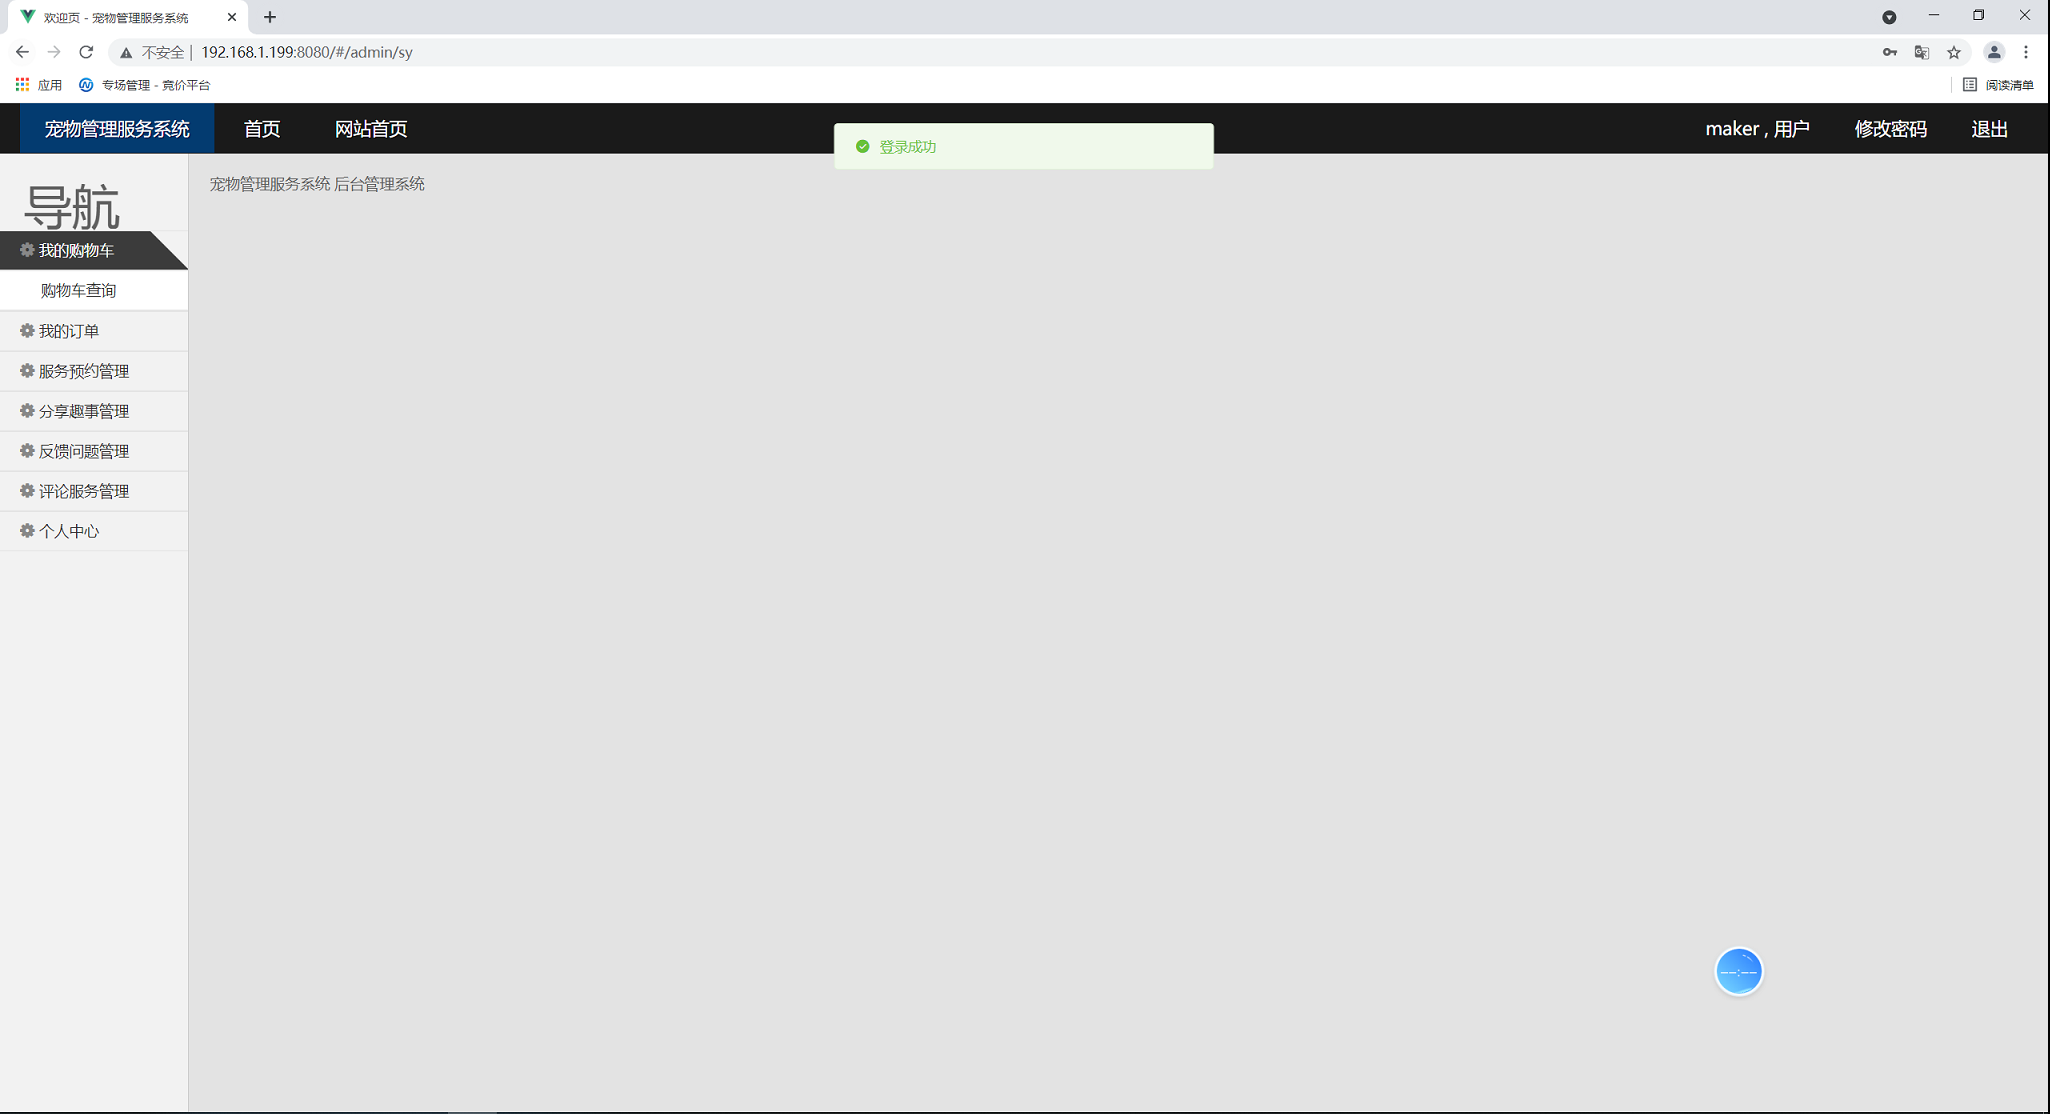 欢迎页 - 宠物管理服务系统
不安全 | 192.168.1.199:8080/#/admin/sy
应用 专场管理 - 竞价平台 阅读清单
宠物管理服务系统 首页 网站首页 maker , 用户 修改密码 退出
登录成功
宠物管理服务系统 后台管理系统
导航
我的购物车
购物车查询
我的订单
服务预约管理
分享趣事管理
反馈问题管理
评论服务管理
个人中心
--:--